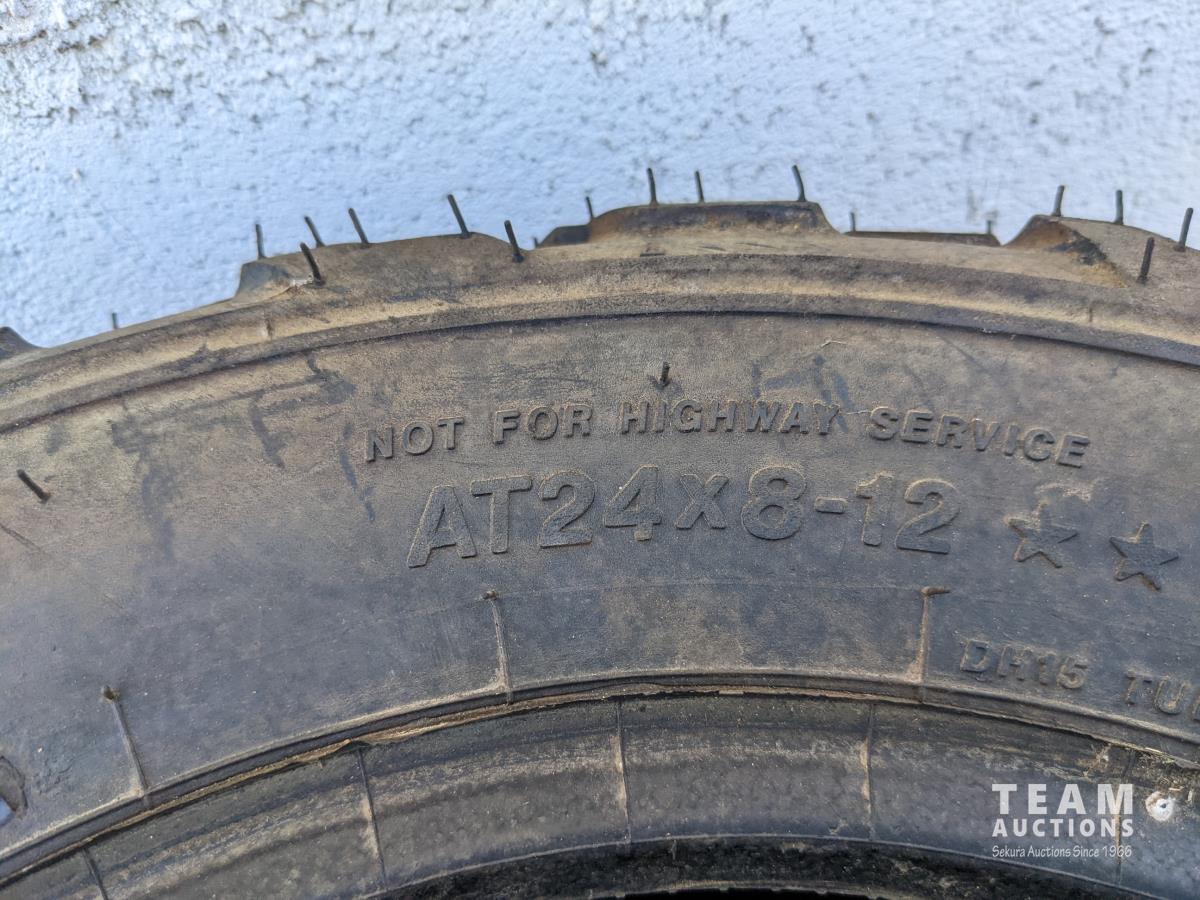 NOT FOR HIGHWAY SERVICE
AT24x8-12 ★ ★
DH15
TEAM
AUCTIONS
Sekura Auctions Since 1966